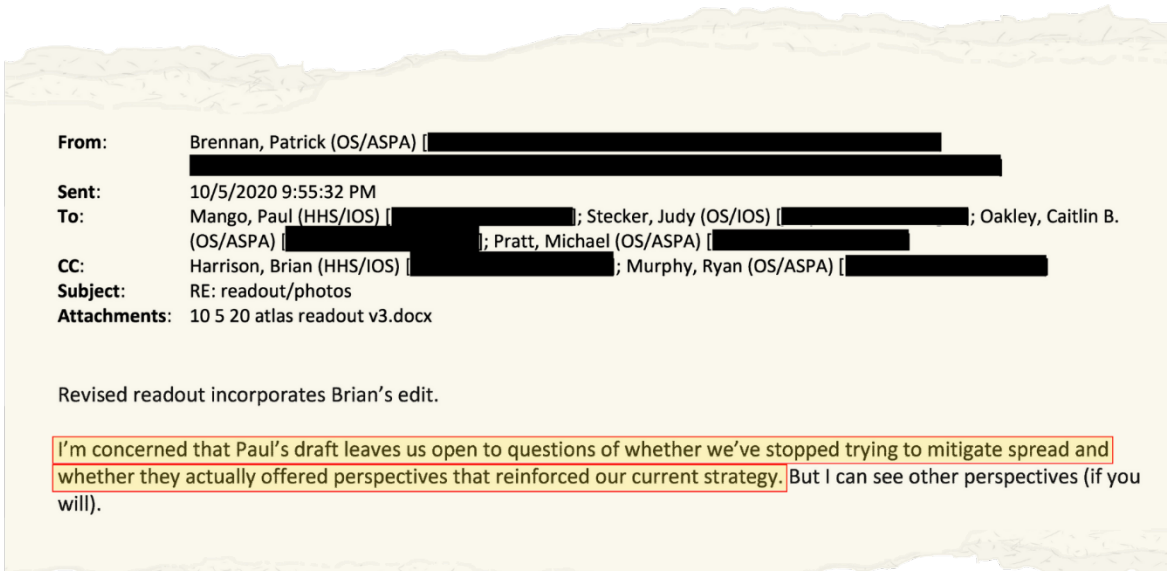 From: Brennan, Patrick (OS/ASPA) [
Sent: 10/5/2020 9:55:32 PM
To: Mango, Paul (HHS/IOS) [ ]; Stecker, Judy (OS/IOS) [ ]; Oakley, Caitlin B.
(OS/ASPA) [ ]; Pratt, Michael (OS/ASPA) [
CC: Harrison, Brian (HHS/IOS) [ ]; Murphy, Ryan (OS/ASPA) [
Subject: RE: readout/photos
Attachments: 10 5 20 atlas readout v3.docx
Revised readout incorporates Brian’s edit.
I’m concerned that Paul’s draft leaves us open to questions of whether we’ve stopped trying to mitigate spread and
whether they actually offered perspectives that reinforced our current strategy. But I can see other perspectives (if you
will).